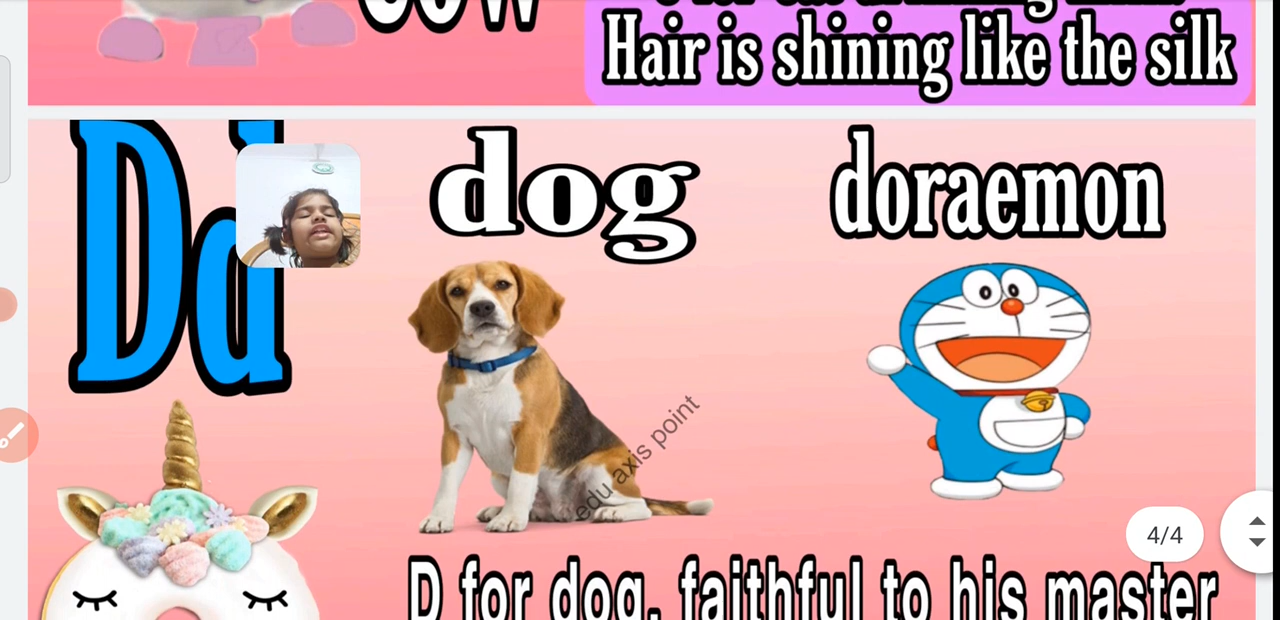 cow
Hair is shining like the silk
Dd
dog
doraemon
edu axis point
D for dog, faithful to his master
4/4